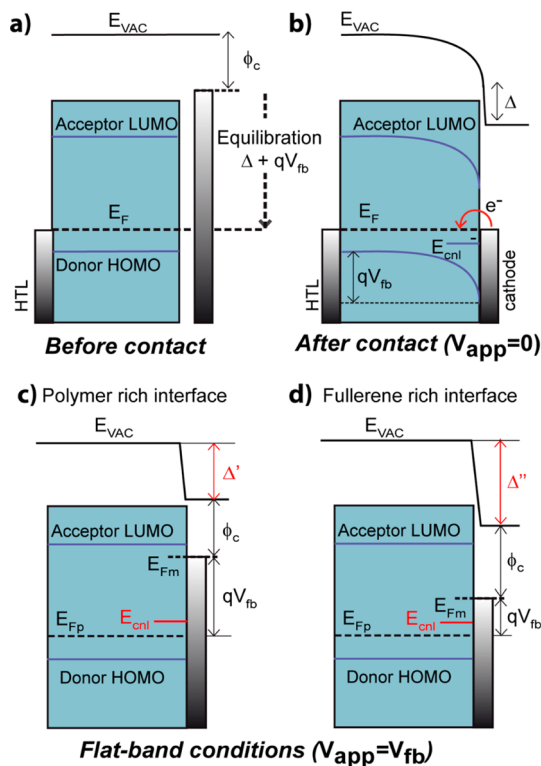 a)
E_VAC
ϕ_c
Acceptor LUMO
Equilibration
Δ + qV_fb
E_F
Donor HOMO
HTL
Before contact
b)
E_VAC
Δ
Acceptor LUMO
e-
E_F
-
E_cnl
qV_fb
HTL
cathode
After contact (V_app=0)
c) Polymer rich interface
E_VAC
Δ'
Acceptor LUMO
ϕ_c
E_Fm
qV_fb
E_Fp
E_cnl
Donor HOMO
d) Fullerene rich interface
E_VAC
Δ''
Acceptor LUMO
ϕ_c
E_Fm
qV_fb
E_Fp
E_cnl
Donor HOMO
Flat-band conditions (V_app=V_fb)